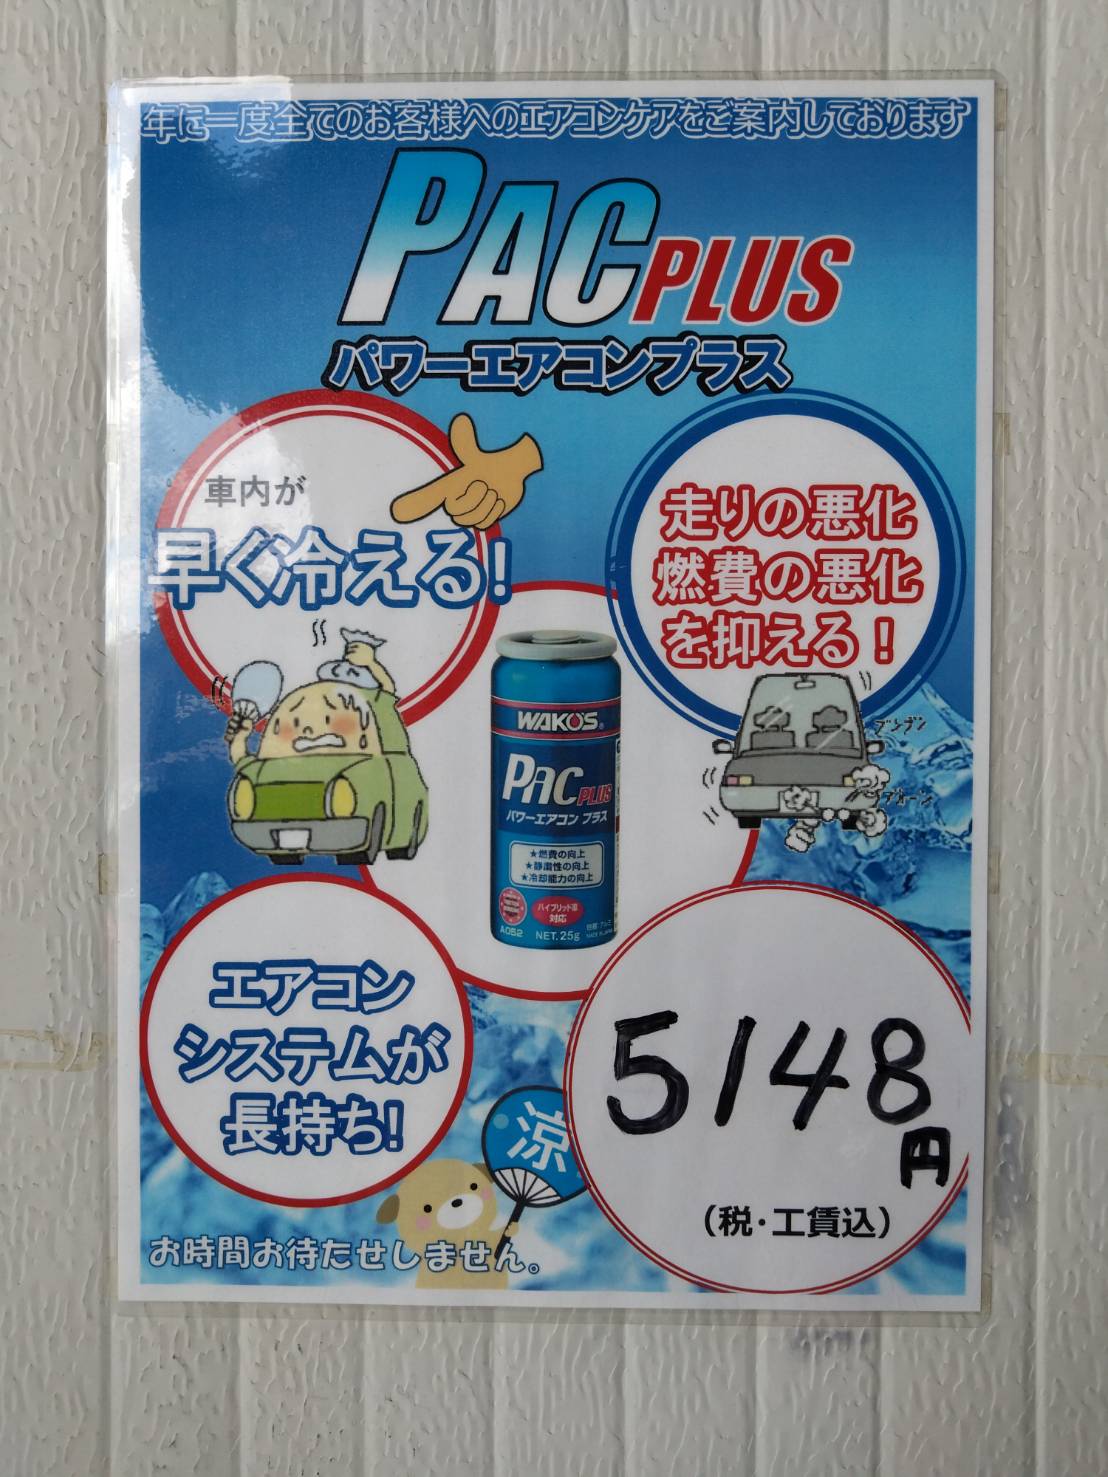 年に一度全てのお客様へのエアコンケアをご案内しております
PAC PLUS
パワーエアコンプラス
車内が
早く冷える!
走りの悪化
燃費の悪化
を抑える！
WAKO'S
PAC PLUS
パワーエアコン プラス
★燃費の向上
★静粛性の向上
★冷却能力の向上
ハイブリッド車
対応
A052
NET.25g
エアコン
システムが
長持ち!
涼
5148
円
(税・工賃込)
お時間お待たせしません。